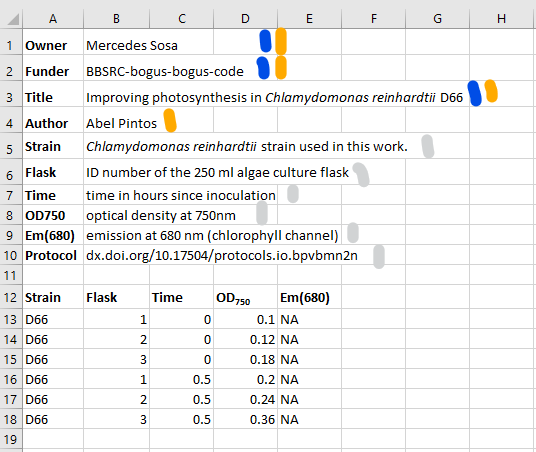 A B C D E F G H
1 Owner Mercedes Sosa
2 Funder BBSRC-bogus-bogus-code
3 Title Improving photosynthesis in Chlamydomonas reinhardtii D66
4 Author Abel Pintos
5 Strain Chlamydomonas reinhardtii strain used in this work.
6 Flask ID number of the 250 ml algae culture flask
7 Time time in hours since inoculation
8 OD750 optical density at 750nm
9 Em(680) emission at 680 nm (chlorophyll channel)
10 Protocol dx.doi.org/10.17504/protocols.io.bpvbmn2n
11
12 Strain Flask Time OD750 Em(680)
13 D66 1 0 0.1 NA
14 D66 2 0 0.12 NA
15 D66 3 0 0.18 NA
16 D66 1 0.5 0.2 NA
17 D66 2 0.5 0.24 NA
18 D66 3 0.5 0.36 NA
19